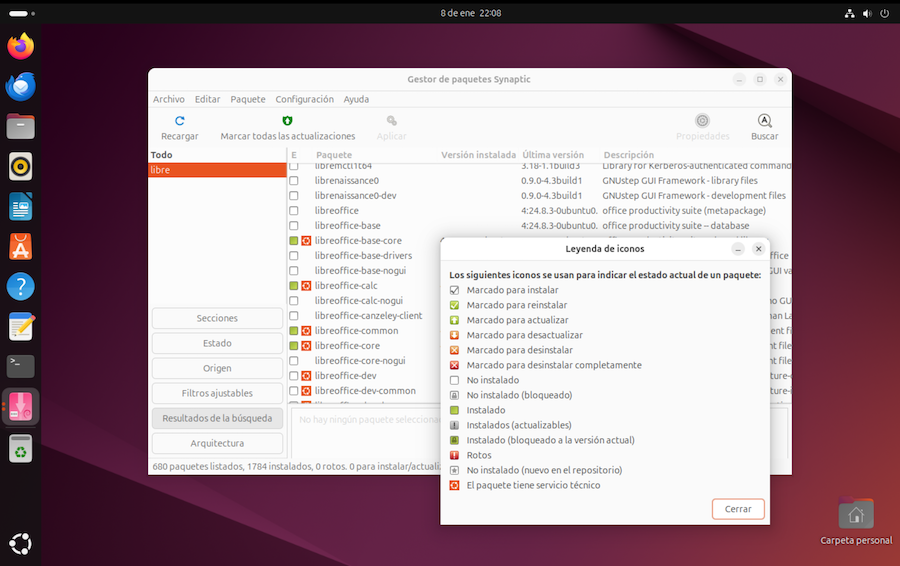 8 de ene 22:08
Gestor de paquetes Synaptic
Archivo Editar Paquete Configuración Ayuda
Recargar Marcar todas las actualizaciones Aplicar Propiedades Buscar
Todo
libre
E Paquete Versión instalada Última versión Descripción
libremctl1t64 3.18-1.1build3 Library for Kerberos-authenticated command
librenaissance0 0.9.0-4.3build1 GNUstep GUI Framework - library files
librenaissance0-dev 0.9.0-4.3build1 GNUstep GUI Framework - development files
libreoffice 4:24.8.3-0ubuntu0. office productivity suite (metapackage)
libreoffice-base 4:24.8.3-0ubuntu0. office productivity suite -- database
libreoffice-base-core
libreoffice-base-drivers
libreoffice-base-nogui
libreoffice-calc
libreoffice-calc-nogui
libreoffice-canzeley-client
libreoffice-common
libreoffice-core
libreoffice-core-nogui
libreoffice-dev
libreoffice-dev-common
Secciones
Estado
Origen
Filtros ajustables
Resultados de la búsqueda
Arquitectura
No hay ningún paquete seleccionado
680 paquetes listados, 1784 instalados, 0 rotos. 0 para instalar/actualiz
Leyenda de iconos
Los siguientes iconos se usan para indicar el estado actual de un paquete:
Marcado para instalar
Marcado para reinstalar
Marcado para actualizar
Marcado para desactualizar
Marcado para desinstalar
Marcado para desinstalar completamente
No instalado
No instalado (bloqueado)
Instalado
Instalados (actualizables)
Instalado (bloqueado a la versión actual)
Rotos
No instalado (nuevo en el repositorio)
El paquete tiene servicio técnico
Cerrar
Carpeta personal